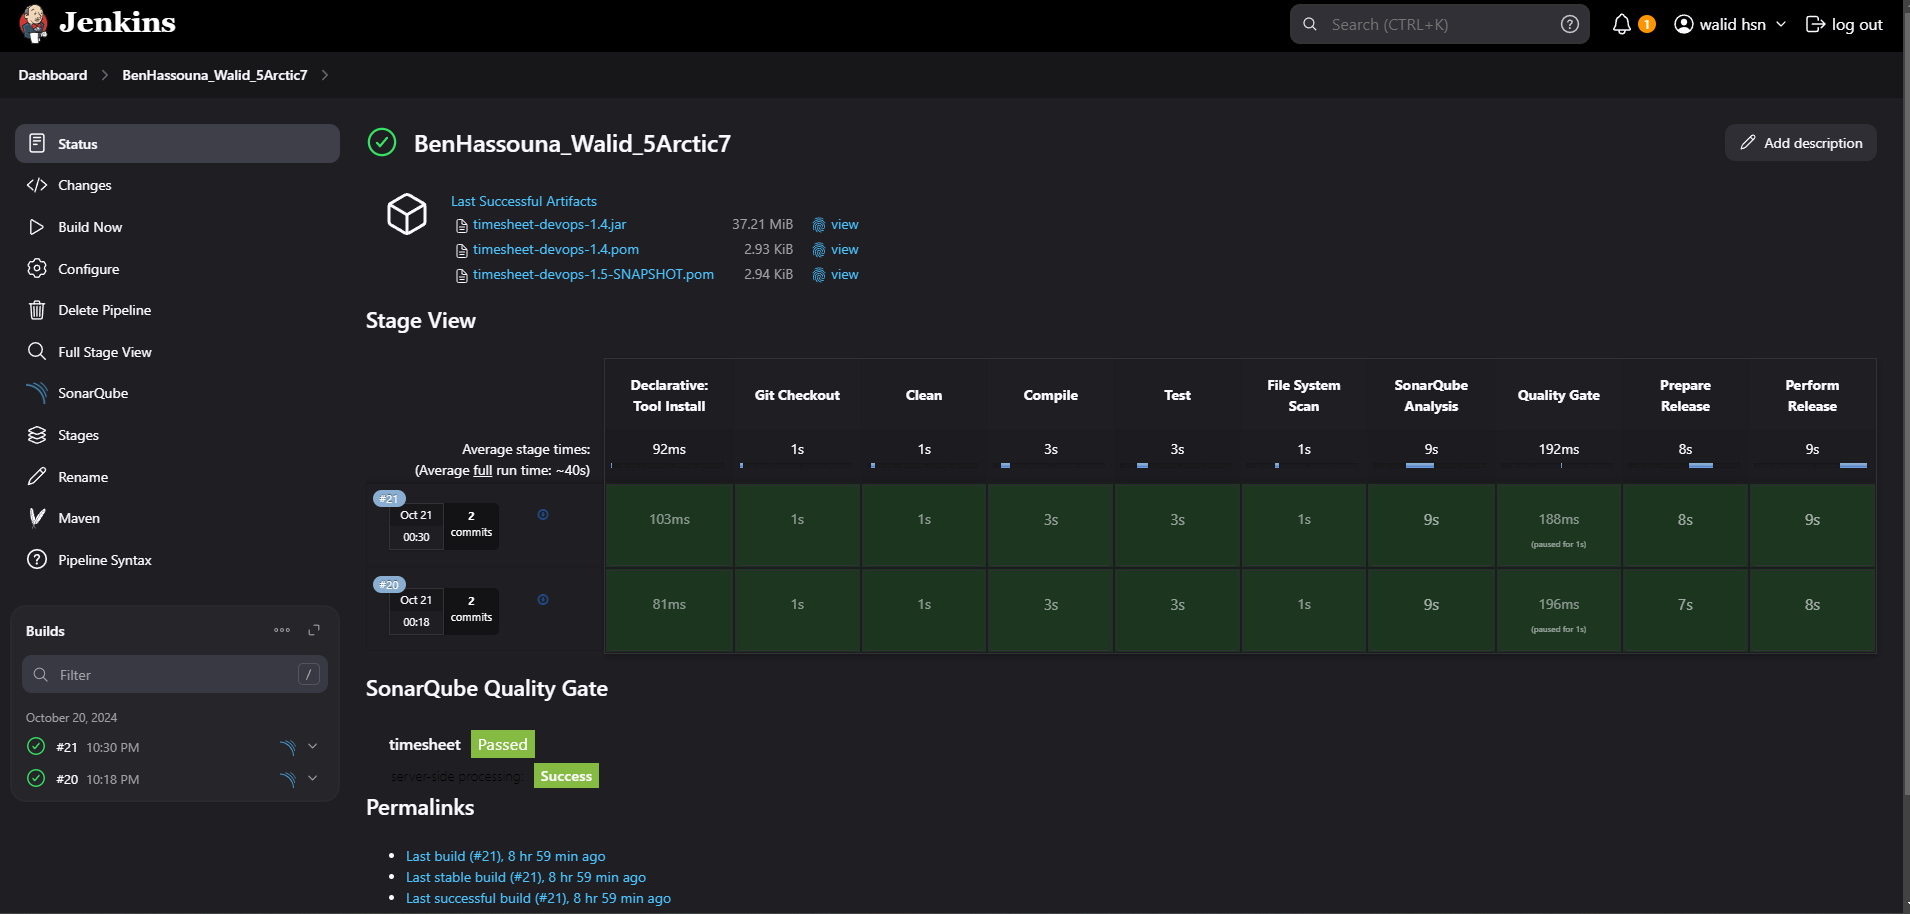 Jenkins
Search (CTRL+K)
1
walid hsn
log out
Dashboard
BenHassouna_Walid_5Arctic7
Status
Changes
Build Now
Configure
Delete Pipeline
Full Stage View
SonarQube
Stages
Rename
Maven
Pipeline Syntax
Builds
Filter
/
October 20, 2024
#21 10:30 PM
#20 10:18 PM
BenHassouna_Walid_5Arctic7
Add description
Last Successful Artifacts
timesheet-devops-1.4.jar 37.21 MiB view
timesheet-devops-1.4.pom 2.93 KiB view
timesheet-devops-1.5-SNAPSHOT.pom 2.94 KiB view
Stage View
Declarative: Tool Install
Git Checkout
Clean
Compile
Test
File System Scan
SonarQube Analysis
Quality Gate
Prepare Release
Perform Release
Average stage times:
(Average full run time: ~40s)
92ms 1s 1s 3s 3s 1s 9s 192ms 8s 9s
#21
Oct 21
00:30
2
commits
103ms 1s 1s 3s 3s 1s 9s 188ms 8s 9s
(paused for 1s)
#20
Oct 21
00:18
2
commits
81ms 1s 1s 3s 3s 1s 9s 196ms 7s 8s
(paused for 1s)
SonarQube Quality Gate
timesheet Passed
server-side processing: Success
Permalinks
Last build (#21), 8 hr 59 min ago
Last stable build (#21), 8 hr 59 min ago
Last successful build (#21), 8 hr 59 min ago